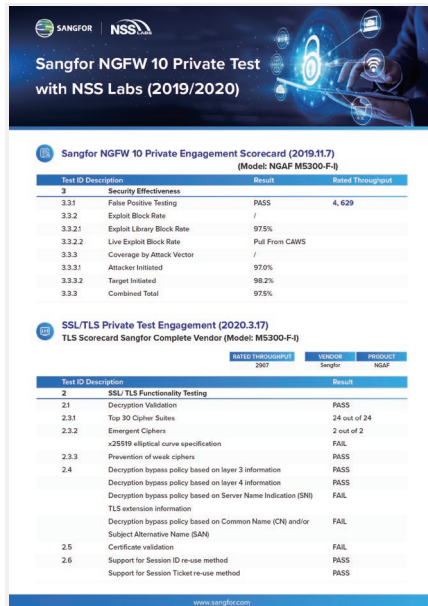 SANGFOR NSS LABS
Sangfor NGFW 10 Private Test
with NSS Labs (2019/2020)
Sangfor NGFW 10 Private Engagement Scorecard (2019.11.7)
(Model: NGAF M5300-F-I)
Test ID Description Result Rated Throughput
3 Security Effectiveness
3.3.1 False Positive Testing PASS 4, 629
3.3.2 Exploit Block Rate /
3.3.2.1 Exploit Library Block Rate 97.5%
3.3.2.2 Live Exploit Block Rate Pull From CAWS
3.3.3 Coverage by Attack Vector /
3.3.3.1 Attacker Initiated 97.0%
3.3.3.2 Target Initiated 98.2%
3.3.3 Combined Total 97.5%
SSL/TLS Private Test Engagement (2020.3.17)
TLS Scorecard Sangfor Complete Vendor (Model: M5300-F-I)
RATED THROUGHPUT VENDOR PRODUCT
2907 Sangfor NGAF
Test ID Description Result
2 SSL/ TLS Functionality Testing
2.1 Decryption Validation PASS
2.3.1 Top 30 Cipher Suites 24 out of 24
2.3.2 Emergent Ciphers 2 out of 2
x25519 elliptical curve specification FAIL
2.3.3 Prevention of weak ciphers PASS
2.4 Decryption bypass policy based on layer 3 information PASS
Decryption bypass policy based on layer 4 information PASS
Decryption bypass policy based on Server Name Indication (SNI) FAIL
TLS extension information
Decryption bypass policy based on Common Name (CN) and/or FAIL
Subject Alternative Name (SAN)
2.5 Certificate validation FAIL
2.6 Support for Session ID re-use method PASS
Support for Session Ticket re-use method PASS
www.sangfor.com